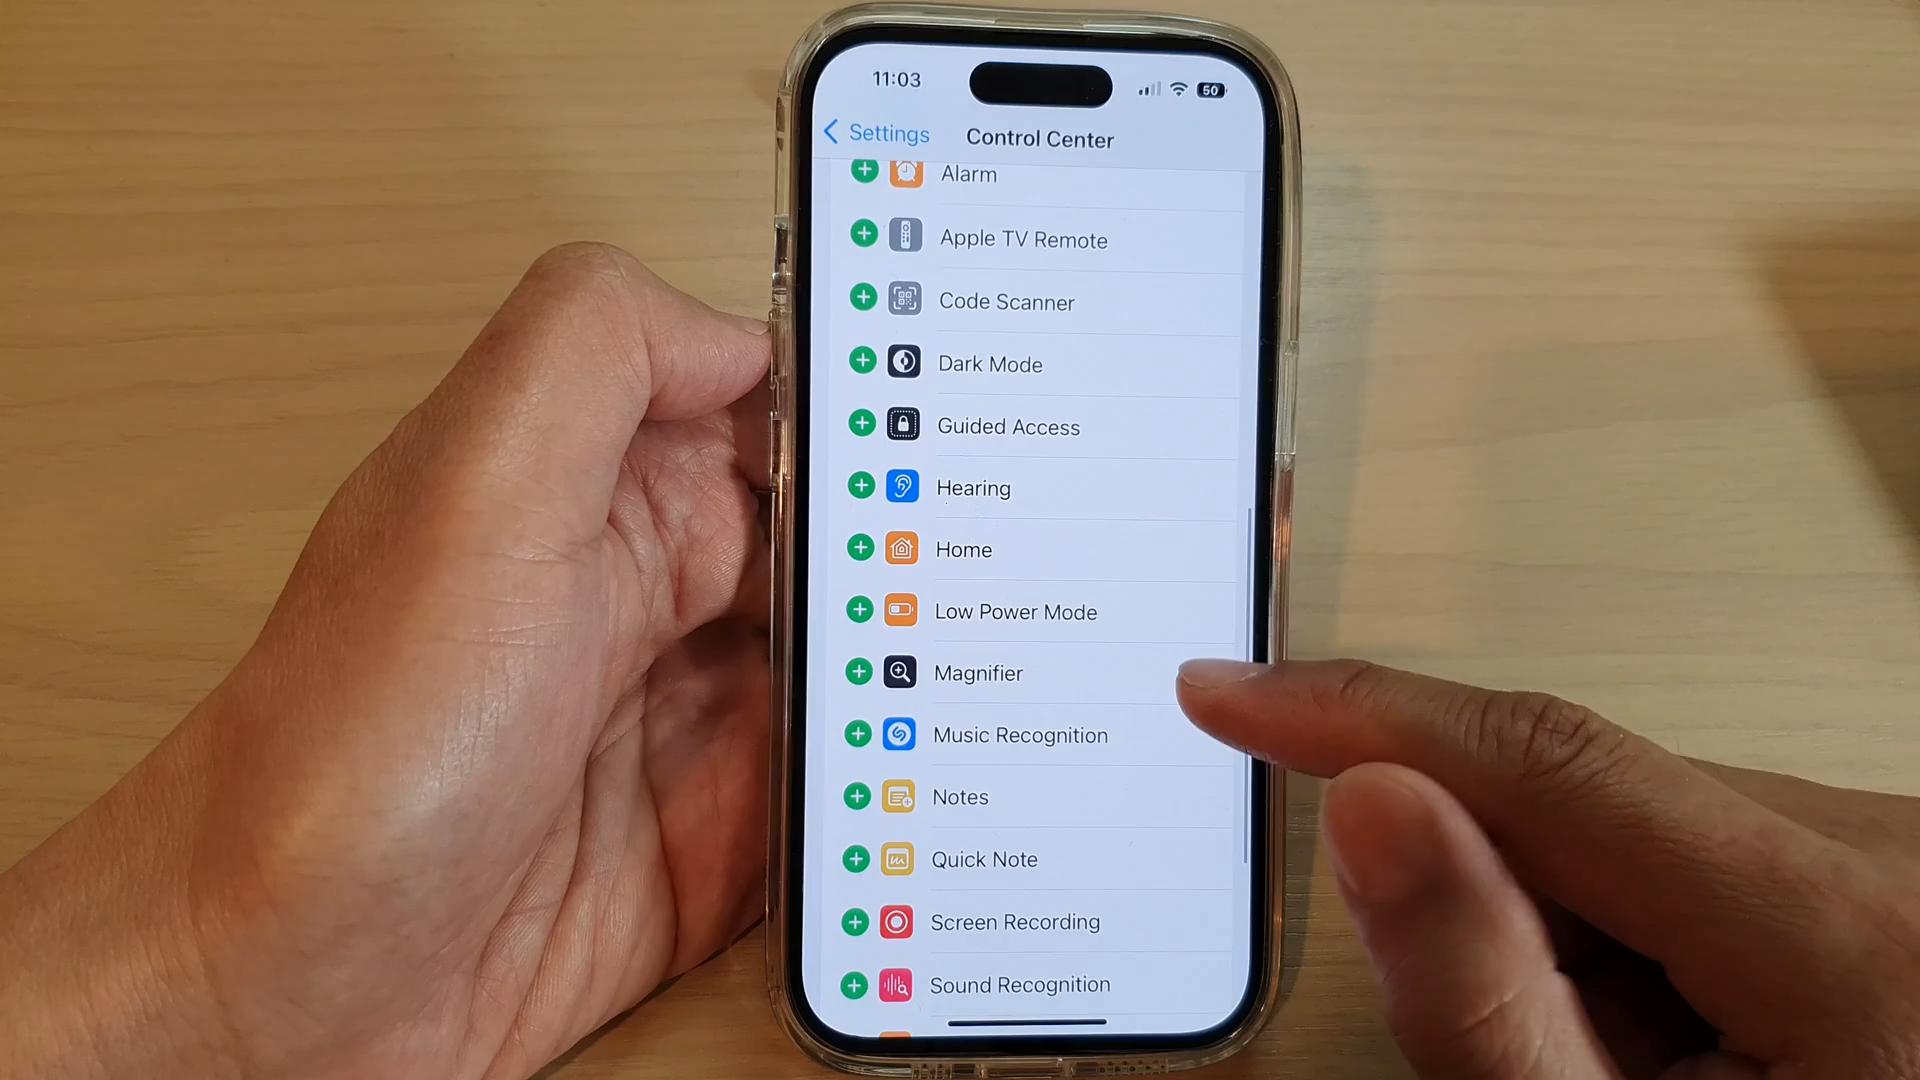 11:03
50
Settings
Control Center
Alarm
Apple TV Remote
Code Scanner
Dark Mode
Guided Access
Hearing
Home
Low Power Mode
Magnifier
Music Recognition
Notes
Quick Note
Screen Recording
Sound Recognition